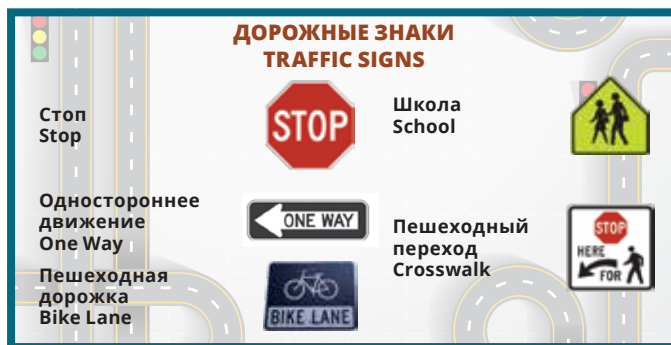 ДОРОЖНЫЕ ЗНАКИ
TRAFFIC SIGNS
Стоп
Stop
STOP
Школа
School
Одностороннее
движение
One Way
ONE WAY
Пешеходный
переход
Crosswalk
STOP
HERE
FOR
Пешеходная
дорожка
Bike Lane
BIKE LANE